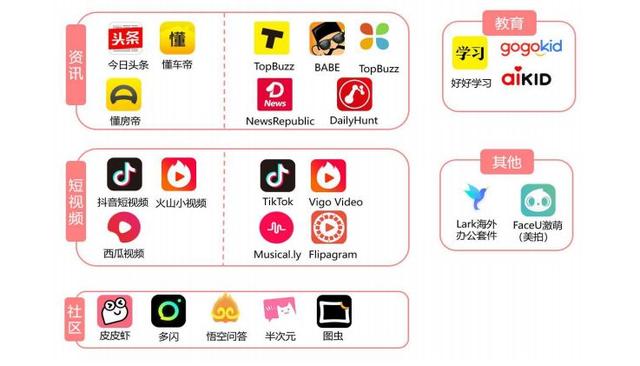 资讯
头条
今日头条
懂
懂车帝
懂房帝
T
TopBuzz
BABE
TopBuzz
News
NewsRepublic
DailyHunt
教育
学习
好好学习
gogokid
aiKID
短视频
抖音短视频
火山小视频
西瓜视频
TikTok
Vigo Video
Musical.ly
Flipagram
其他
Lark海外
办公套件
FaceU激萌
(美拍)
社区
皮皮虾
多闪
悟空问答
半次元
图虫